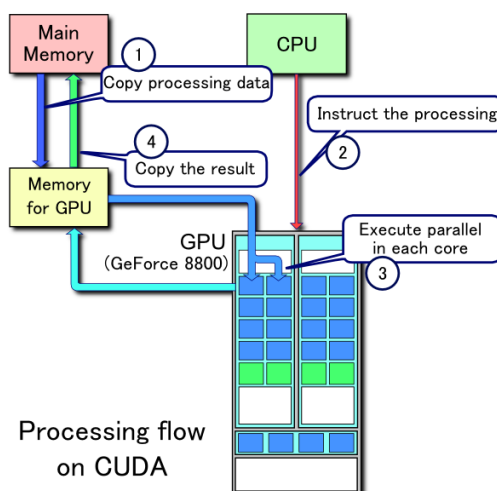 Main
Memory
CPU
1
Copy processing data
Instruct the processing
2
4
Copy the result
Memory
for GPU
GPU
(GeForce 8800)
Execute parallel
in each core
3
Processing flow
on CUDA